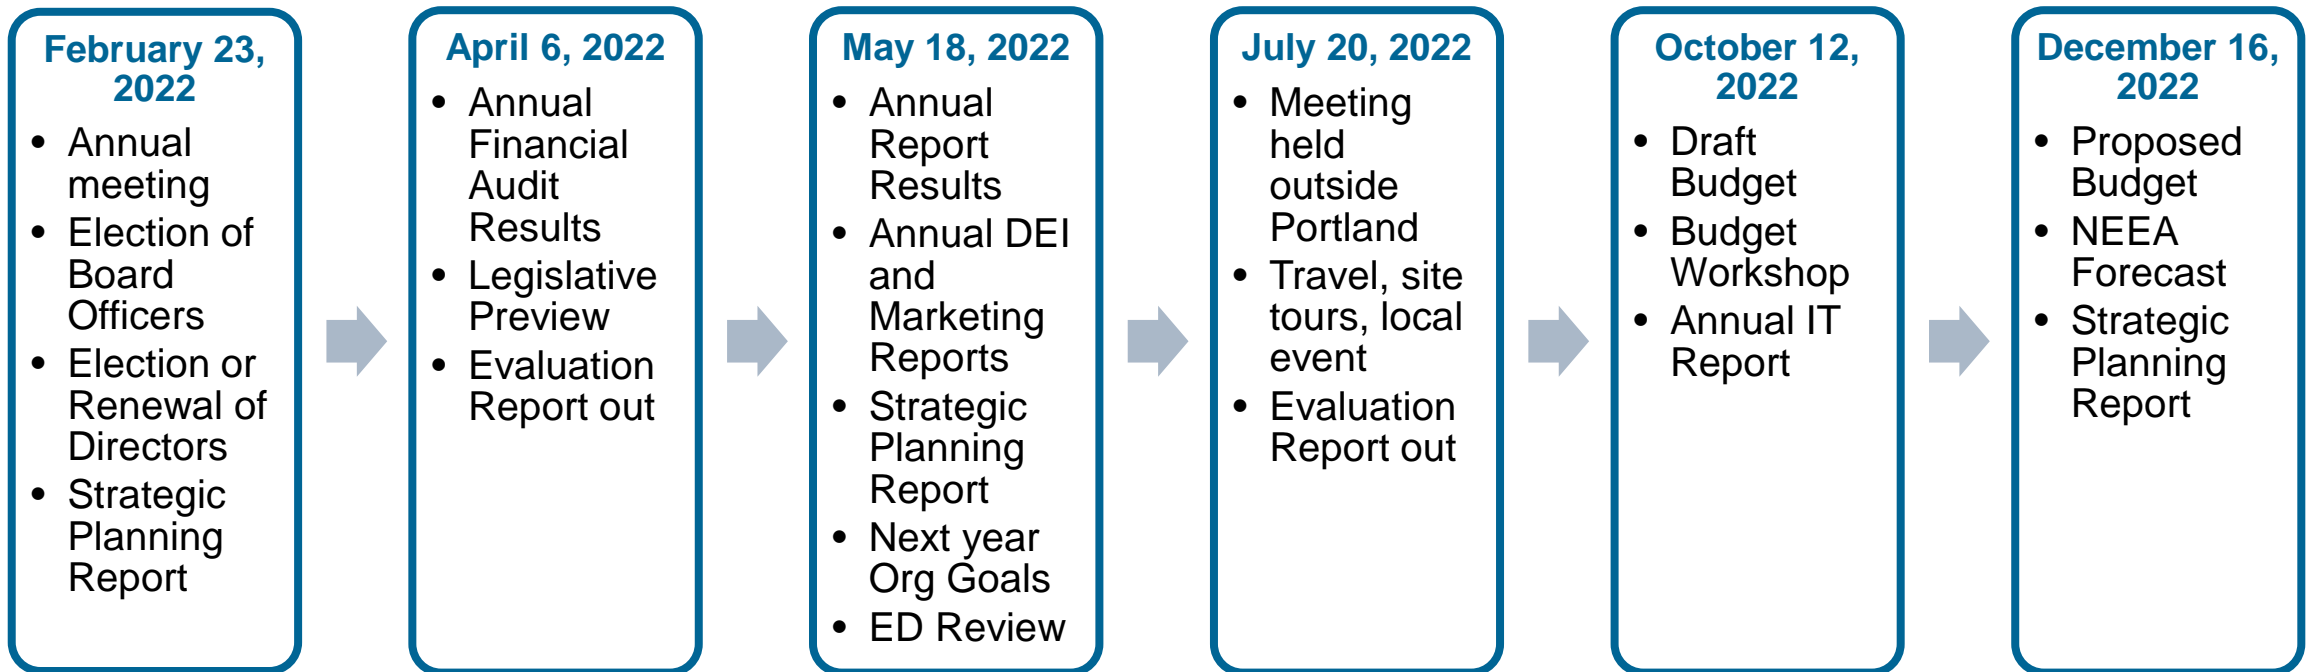 February 23,
2022
• Annual
meeting
• Election of
Board
Officers
• Election or
Renewal of
Directors
• Strategic
Planning
Report
April 6, 2022
• Annual
Financial
Audit
Results
• Legislative
Preview
• Evaluation
Report out
May 18, 2022
• Annual
Report
Results
• Annual DEI
and
Marketing
Reports
• Strategic
Planning
Report
• Next year
Org Goals
• ED Review
July 20, 2022
• Meeting
held
outside
Portland
• Travel, site
tours, local
event
• Evaluation
Report out
October 12,
2022
• Draft
Budget
• Budget
Workshop
• Annual IT
Report
December 16,
2022
• Proposed
Budget
• NEEA
Forecast
• Strategic
Planning
Report